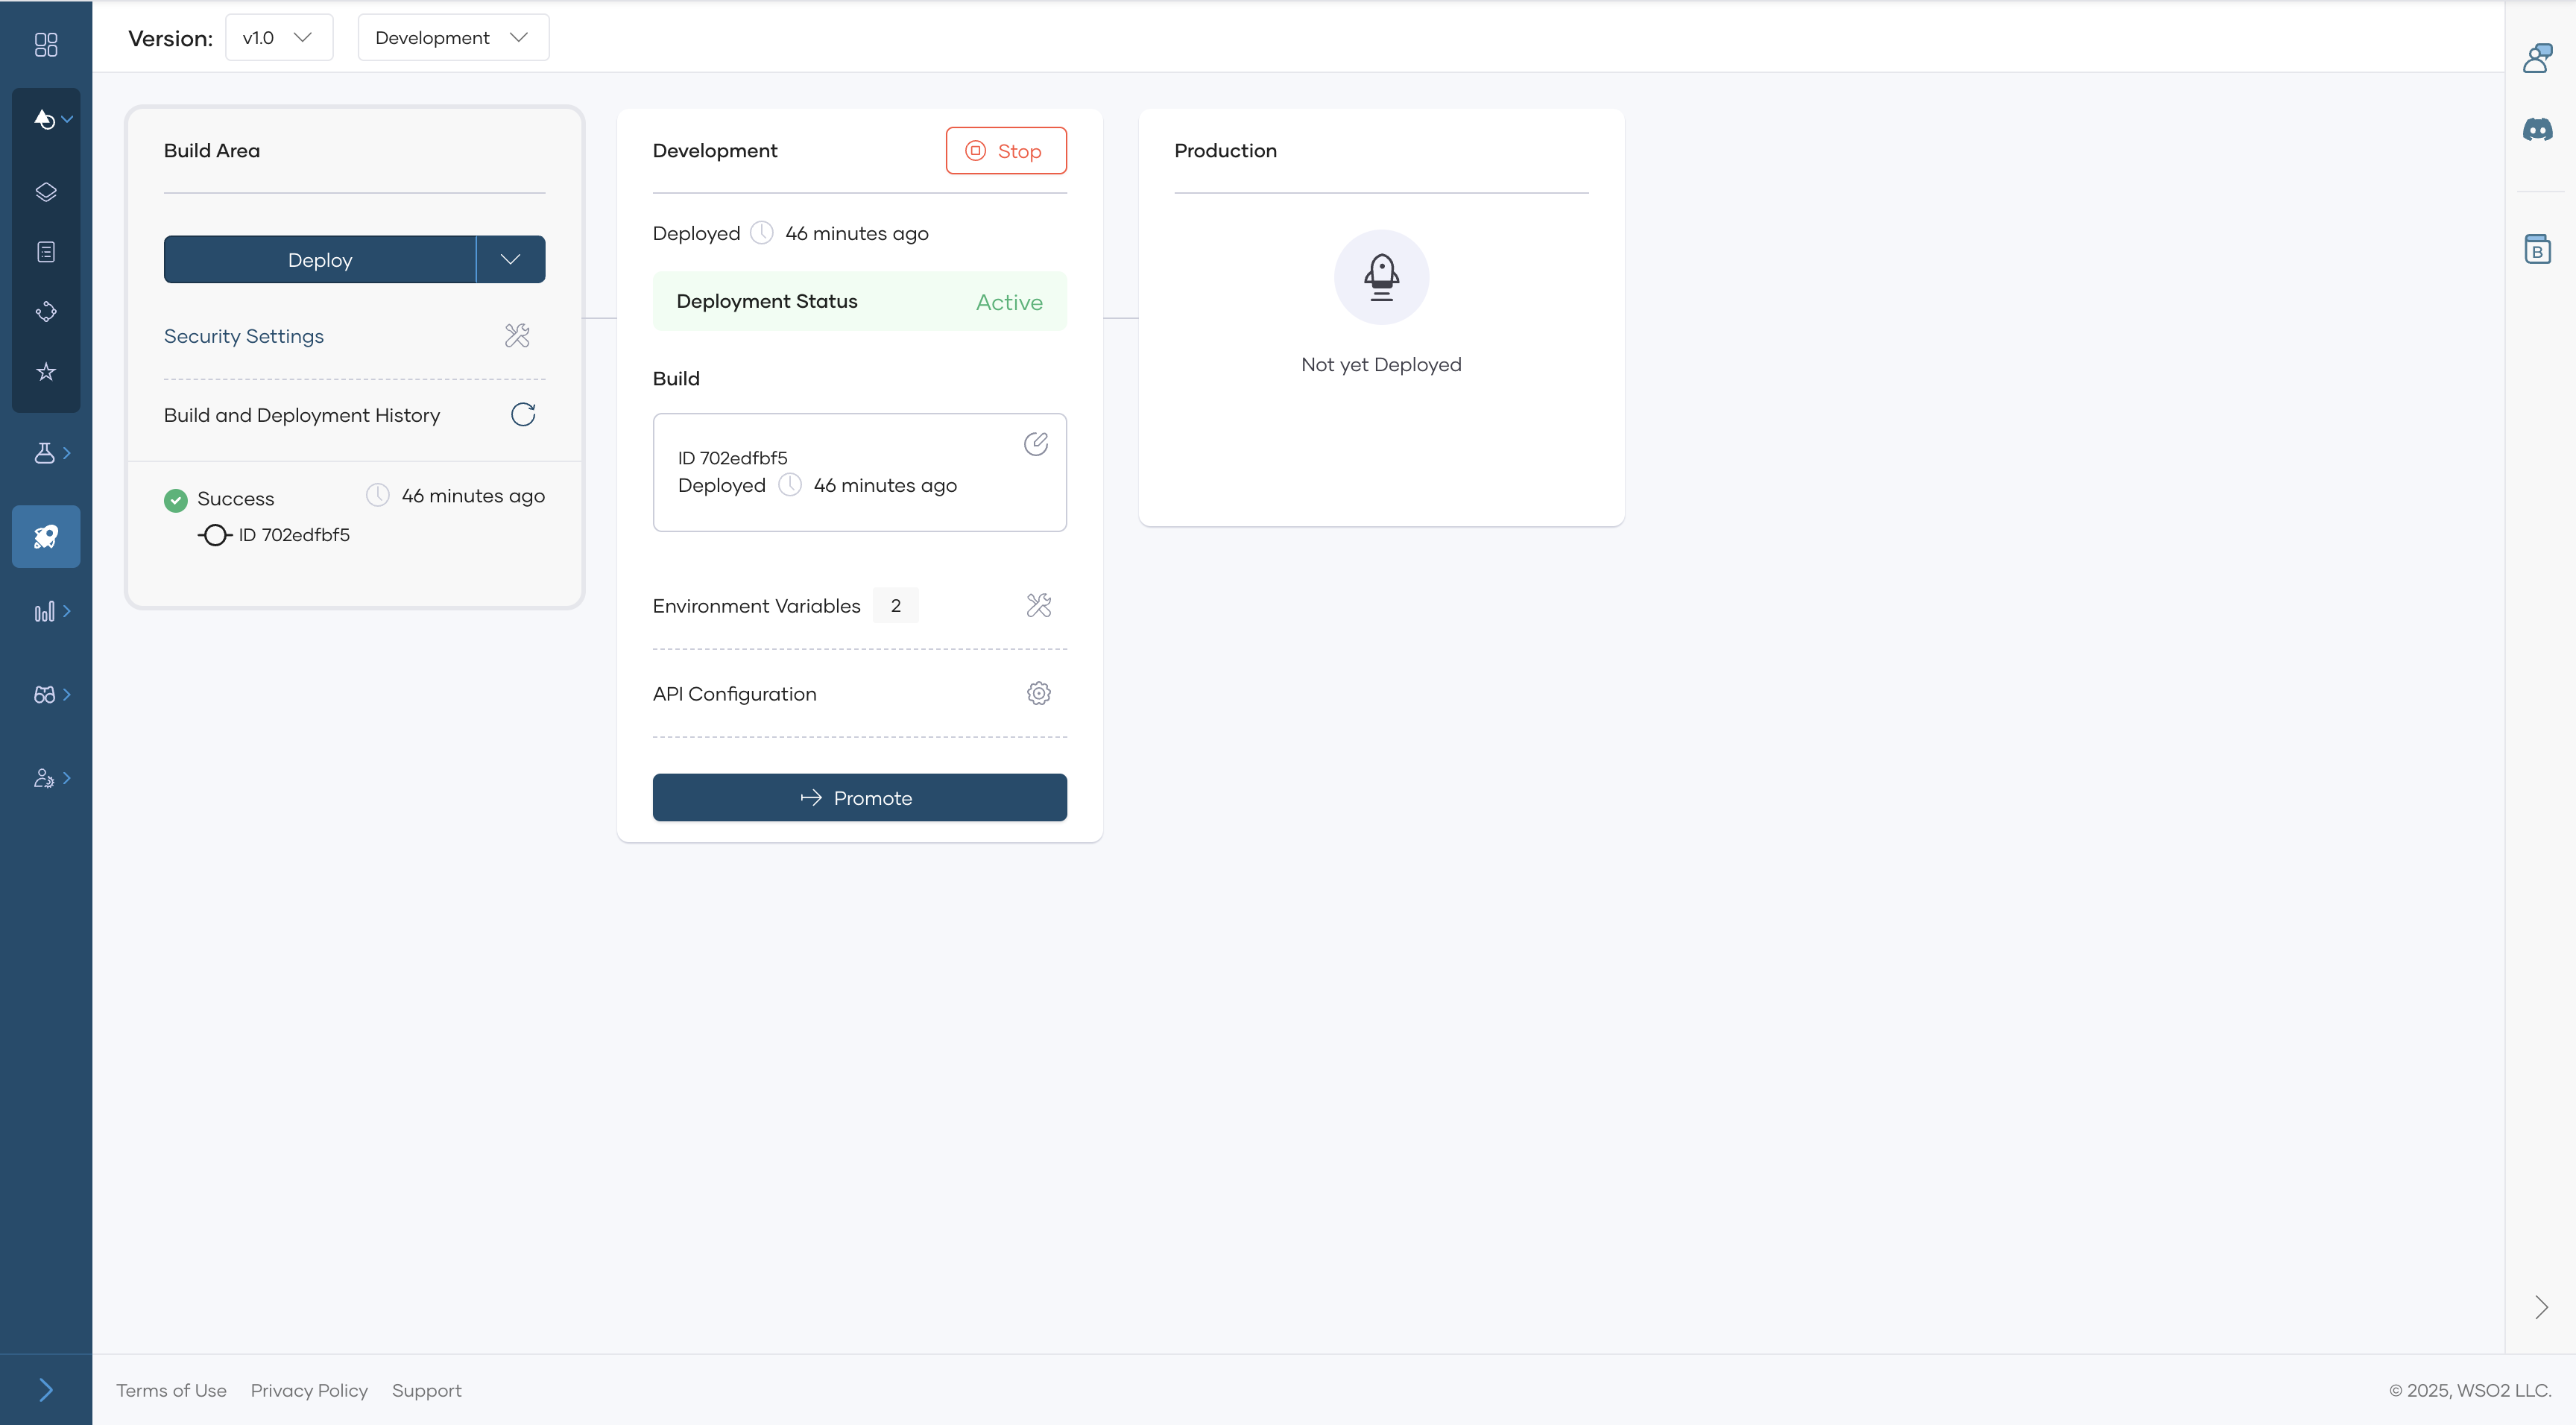 Version:
v1.0
Development
Build Area
Deploy
Security Settings
Build and Deployment History
Success
46 minutes ago
ID 702edfbf5
Development
Stop
Deployed 46 minutes ago
Deployment Status Active
Build
ID 702edfbf5
Deployed 46 minutes ago
Environment Variables 2
API Configuration
Promote
Production
Not yet Deployed
B
Terms of Use Privacy Policy Support
© 2025, WSO2 LLC.